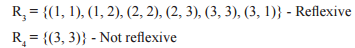 R₃ = {(1, 1), (1, 2), (2, 2), (2, 3), (3, 3), (3, 1)} - Reflexive
R₄ = {(3, 3)} - Not reflexive